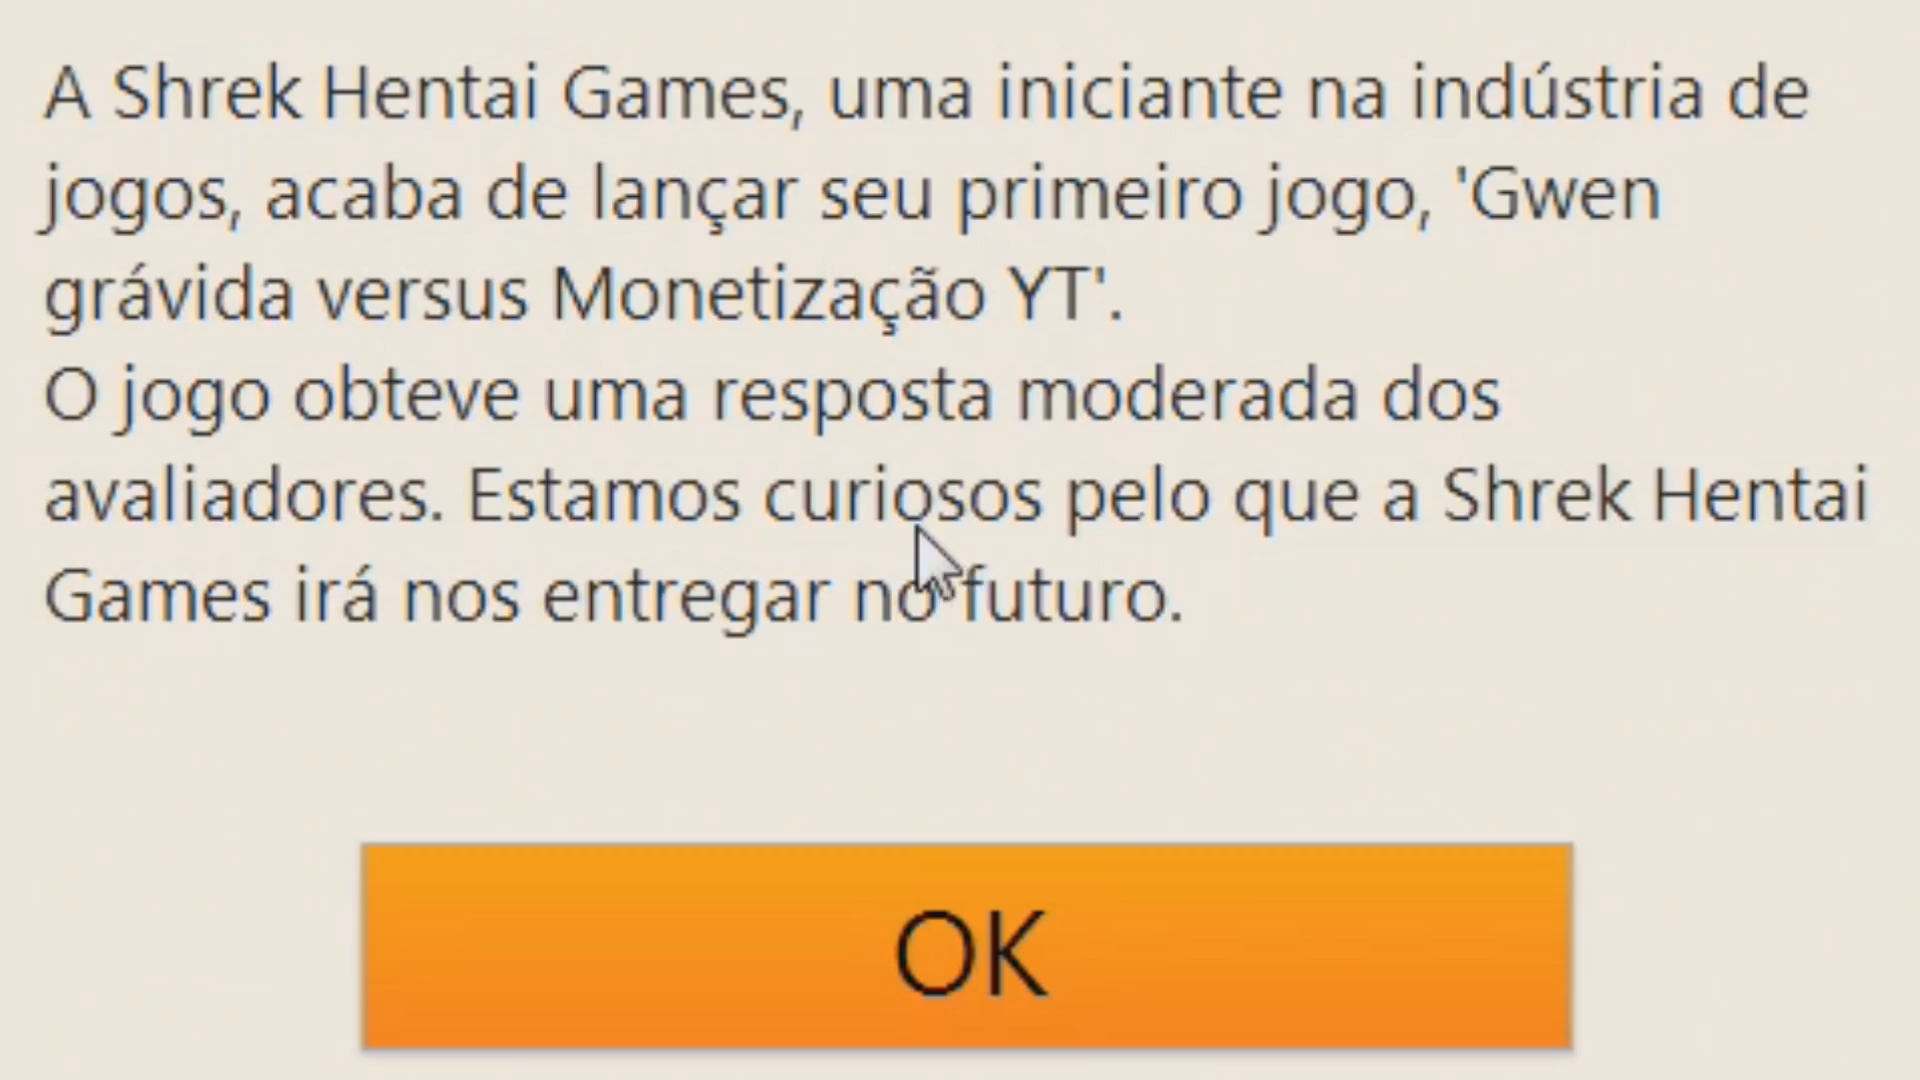 A Shrek Hentai Games, uma iniciante na indústria de
jogos, acaba de lançar seu primeiro jogo, 'Gwen
grávida versus Monetização YT'.
O jogo obteve uma resposta moderada dos
avaliadores. Estamos curiosos pelo que a Shrek Hentai
Games irá nos entregar no futuro.
OK